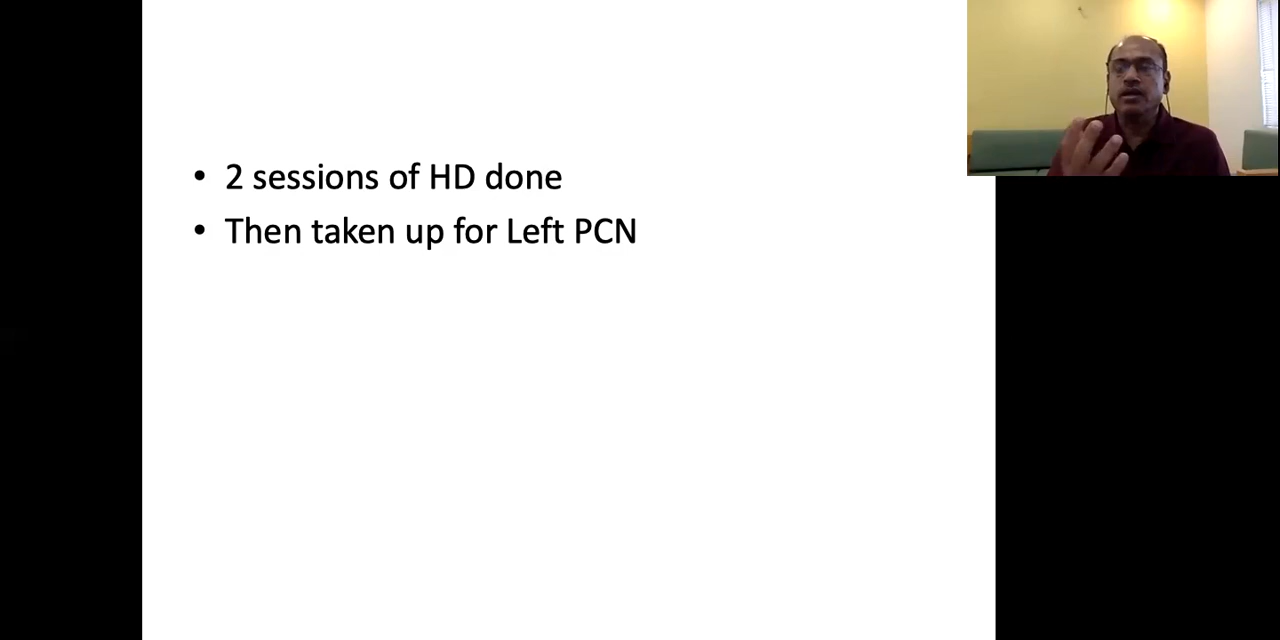 • 2 sessions of HD done
• Then taken up for Left PCN